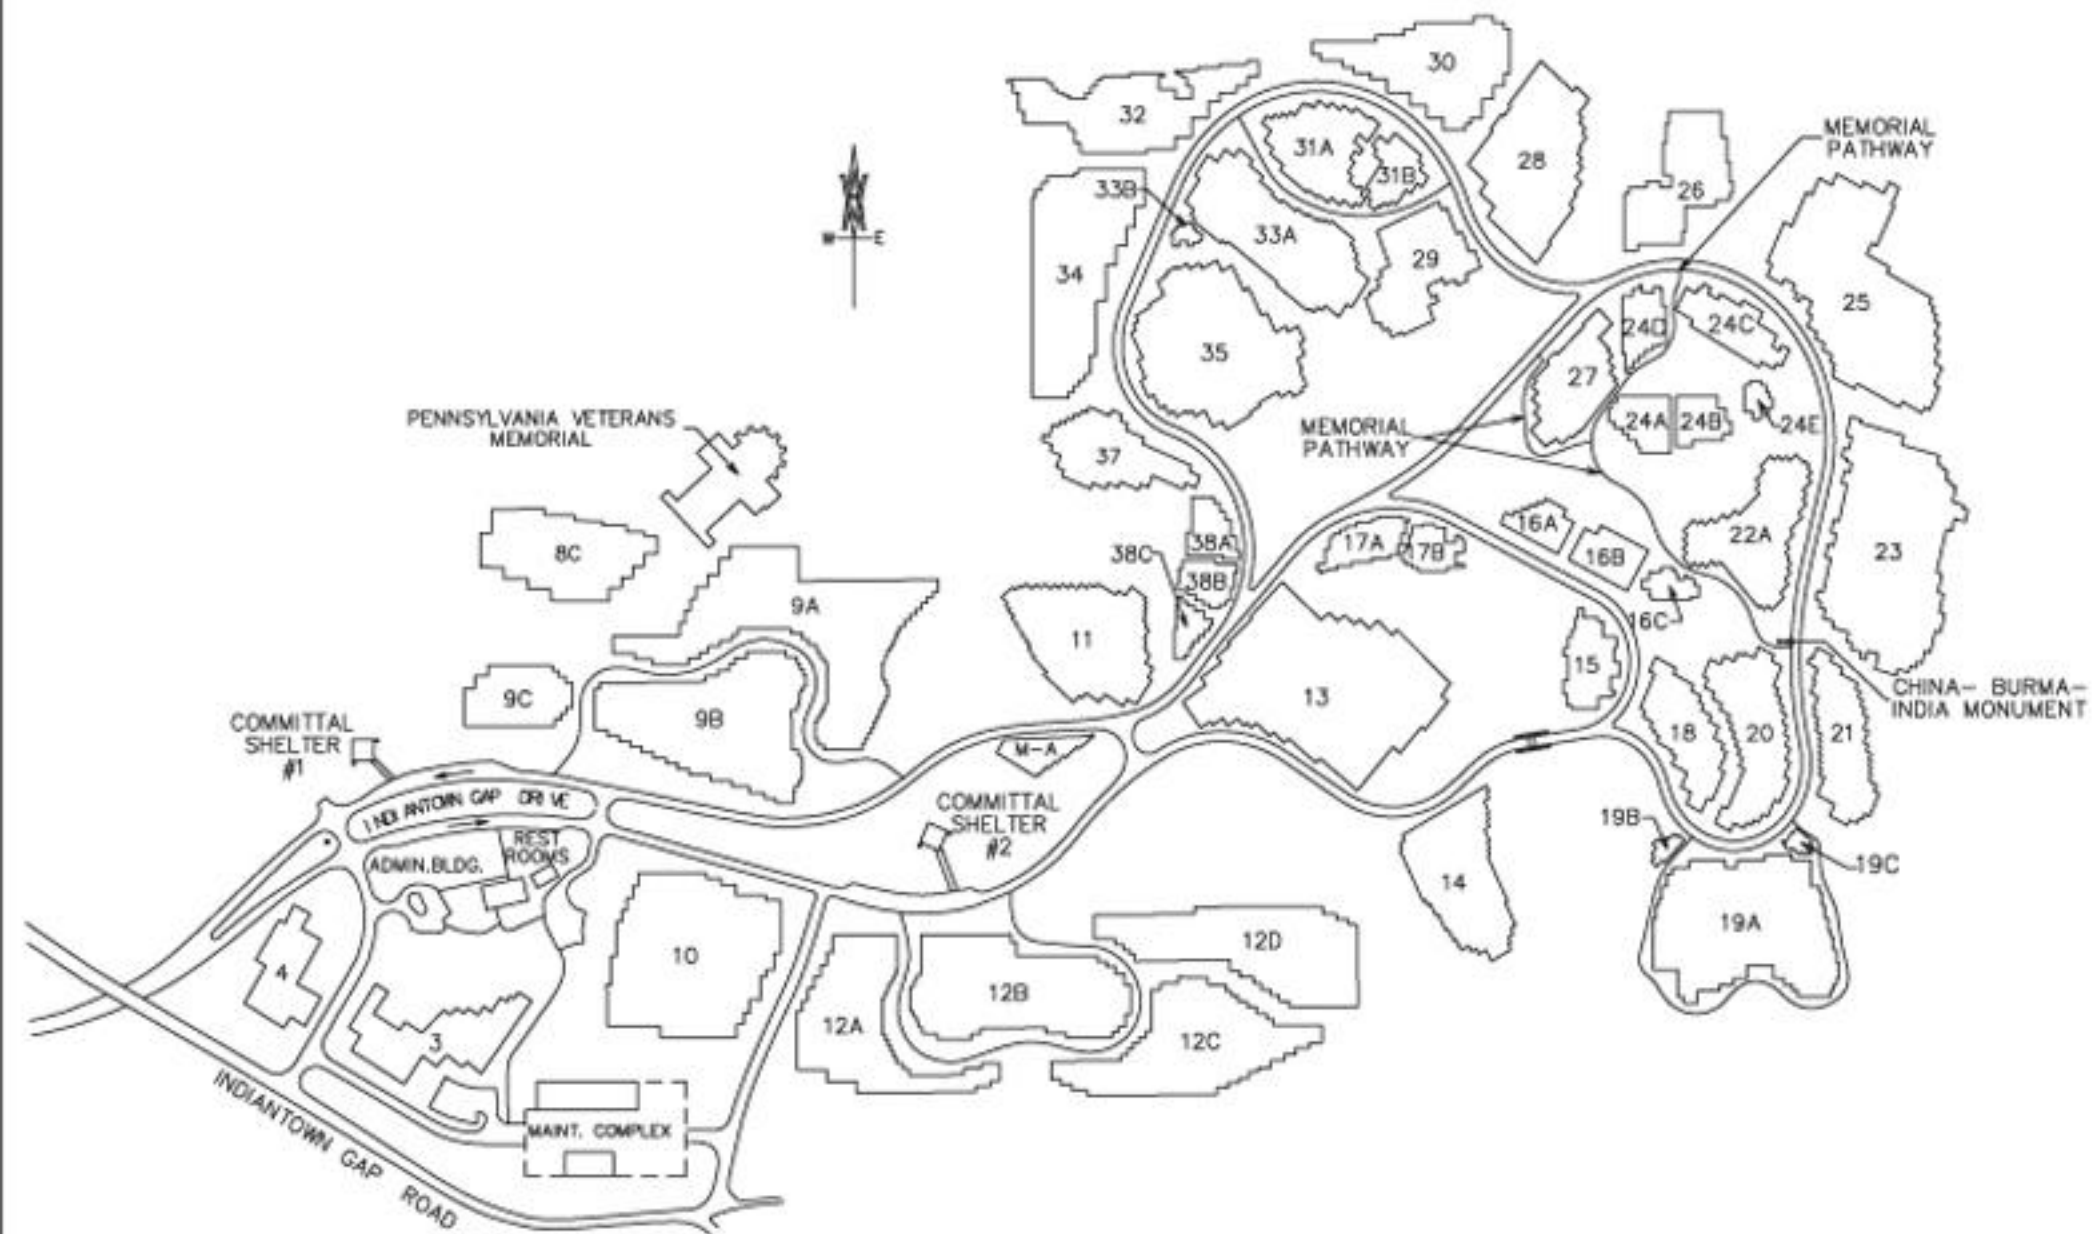 30
32
MEMORIAL
PATHWAY
31A
28
31B
33B
26
33A
W E
29
34
25
24D
24C
35
27
PENNSYLVANIA VETERANS
MEMORIAL
MEMORIAL
PATHWAY
24A
24B
24E
37
16A
22A
38A
17A
17B
8C
38C
16B
23
38B
9A
16C
11
15
9C
13
CHINA- BURMA-
INDIA MONUMENT
9B
COMMITTAL
SHELTER
#1
18
20
21
M-A
INDIANTOWN GAP DRIVE
COMMITTAL
SHELTER
#2
19B
REST
ROOMS
ADMIN.BLDG.
19C
14
19A
12D
4
10
12B
12A
3
12C
INDIANTOWN GAP ROAD
MAINT. COMPLEX